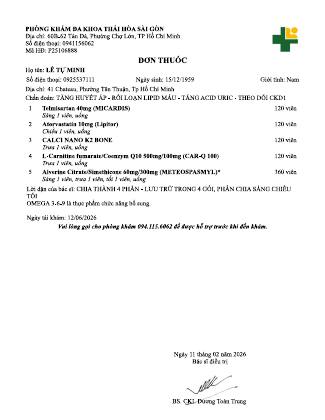 PHÒNG KHÁM ĐA KHOA THÁI HÒA SÀI GÒN
Địa chỉ: 60B-62 Tản Đà, Phường Chợ Lớn, TP Hồ Chí Minh
Số điện thoại: 0941156062
Mã HĐ: P25106888
ĐƠN THUỐC
Họ tên: LÊ TỰ MINH
Số điện thoại: 0925537111 Ngày sinh: 15/12/1959 Giới tính: Nam
Địa chỉ: 41 Chateau, Phường Tân Thuận, Tp Hồ Chí Minh
Chẩn đoán: TĂNG HUYẾT ÁP - RỐI LOẠN LIPID MÁU - TĂNG ACID URIC - THEO DÕI CKD1
1 Telmisartan 40mg (MICARDIS) 120 viên
Sáng 1 viên, uống
2 Atorvastatin 10mg (Lipitor) 120 viên
Chiều 1 viên, uống
3 CALCI NANO K2 BONE 120 viên
Trưa 1 viên, uống
4 L-Carnitine fumarate/Coenzym Q10 500mg/100mg (CAR-Q 100) 120 viên
Trưa 1 viên, uống
5 Alverine Citrate/Simethicone 60mg/300mg (METEOSPASMYL)* 360 viên
Sáng 1 viên, trưa 1 viên, tối 1 viên, uống
Lời dặn của bác sĩ: CHIA THÀNH 4 PHẦN - LƯU TRỮ TRONG 4 GÓI, PHÂN CHIA SÁNG CHIỀU
TỐI
OMEGA 3-6-9 là thực phẩm chức năng bổ sung.
Ngày tái khám: 12/06/2026
Vui lòng gọi cho phòng khám 094.115.6062 để được hỗ trợ trước khi đến khám.
Ngày 11 tháng 02 năm 2026
Bác sĩ điều trị
BS. CKI. Dương Toàn Trung